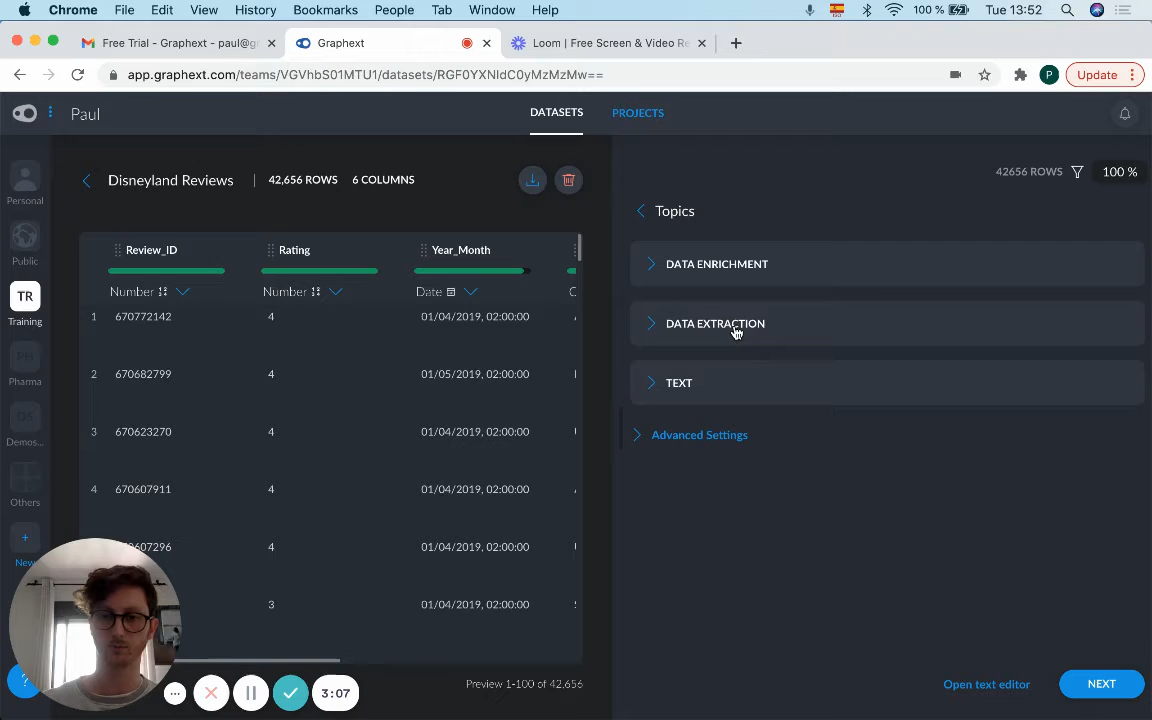 Chrome File Edit View History Bookmarks People Tab Window Help
ISO 100 % Tue 13:52
Free Trial - Graphext - paul@g
Graphext
Loom | Free Screen & Video Re
app.graphext.com/teams/VGVhbS01MTU1/datasets/RGF0YXNldC0yMzMzMw==
P
Update
Paul
DATASETS
PROJECTS
Personal
Public
TR
Training
PH
Pharma
DS
Demos...
Others
+
New
?
Disneyland Reviews | 42,656 ROWS 6 COLUMNS
Review_ID Rating Year_Month
Number Number Date C
1 670772142 4 01/04/2019, 02:00:00
2 670682799 4 01/05/2019, 02:00:00
3 670623270 4 01/04/2019, 02:00:00
4 670607911 4 01/04/2019, 02:00:00
607296 4 01/04/2019, 02:00:00
3 01/04/2019, 02:00:00
Preview 1-100 of 42.656
3:07
42656 ROWS 100 %
Topics
DATA ENRICHMENT
DATA EXTRACTION
TEXT
Advanced Settings
Open text editor
NEXT